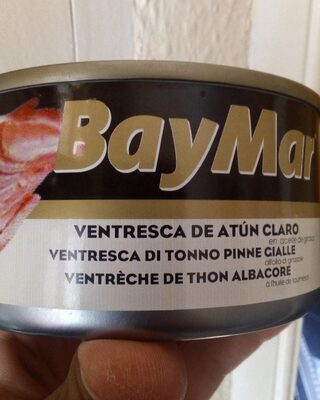 BayMar
VENTRESCA DE ATÚN CLARO
en aceite de girasol
VENTRESCA DI TONNO PINNE GIALLE
all'olio di girasole
VENTRÈCHE DE THON ALBACORE
à l'huile de tournesol